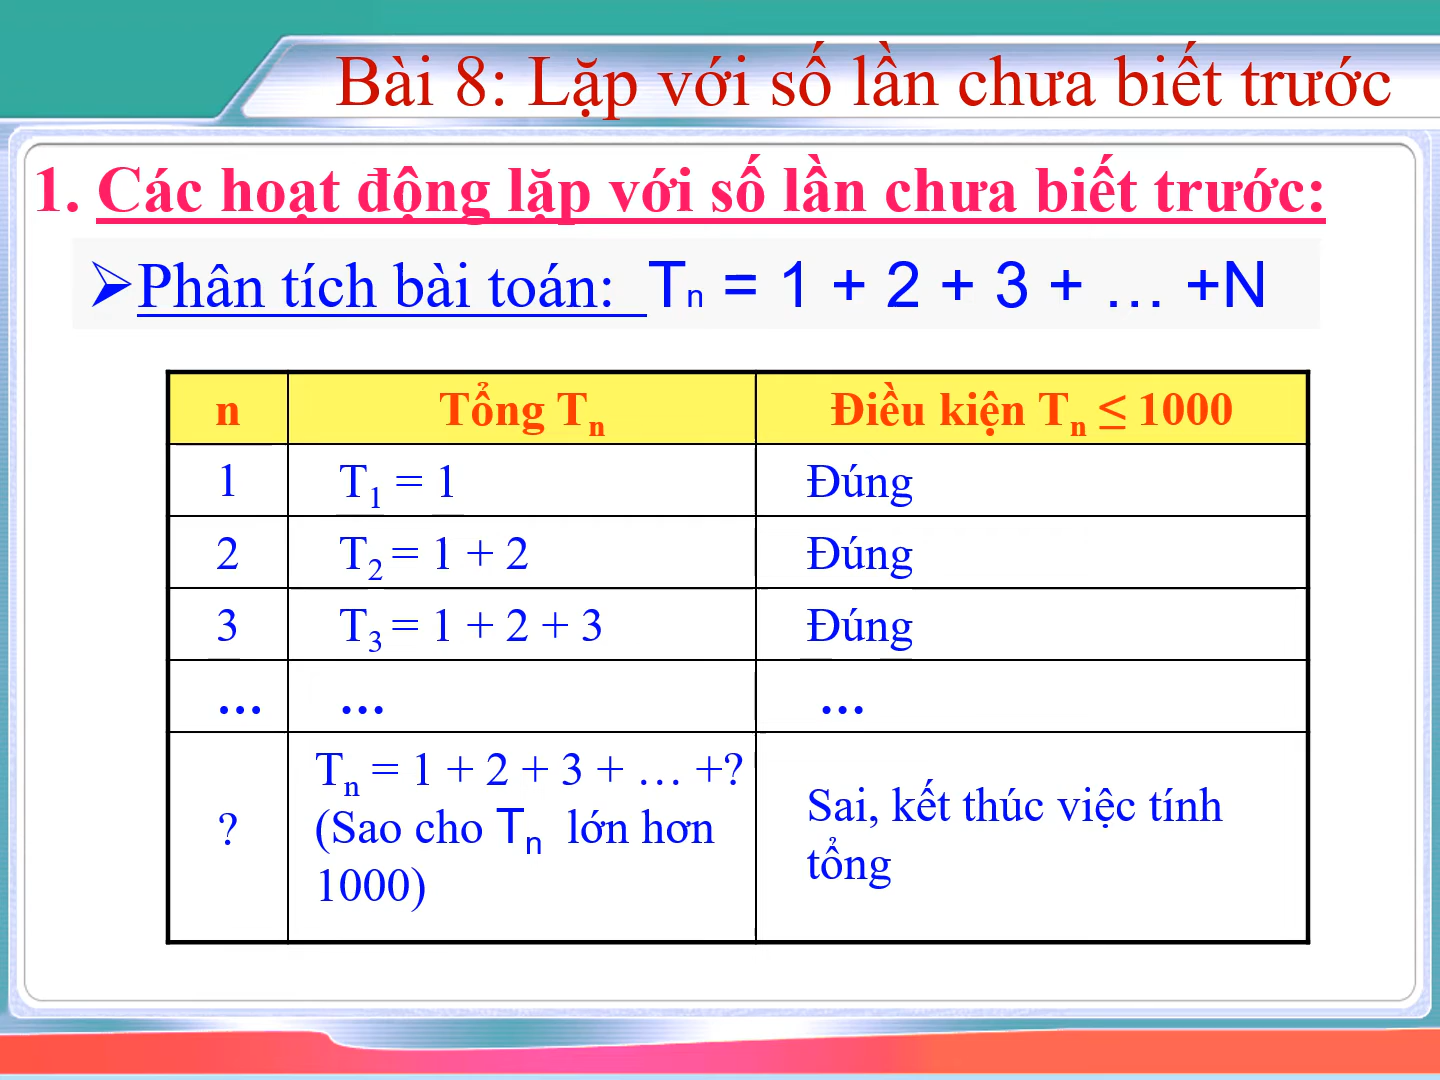 Bài 8: Lặp với số lần chưa biết trước
1. Các hoạt động lặp với số lần chưa biết trước:
➢Phân tích bài toán: Tn = 1 + 2 + 3 + … +N
n Tổng Tn Điều kiện Tn ≤ 1000
1 T1 = 1 Đúng
2 T2 = 1 + 2 Đúng
3 T3 = 1 + 2 + 3 Đúng
… … …
? Tn = 1 + 2 + 3 + … +?
(Sao cho Tn lớn hơn
1000)
Sai, kết thúc việc tính
tổng